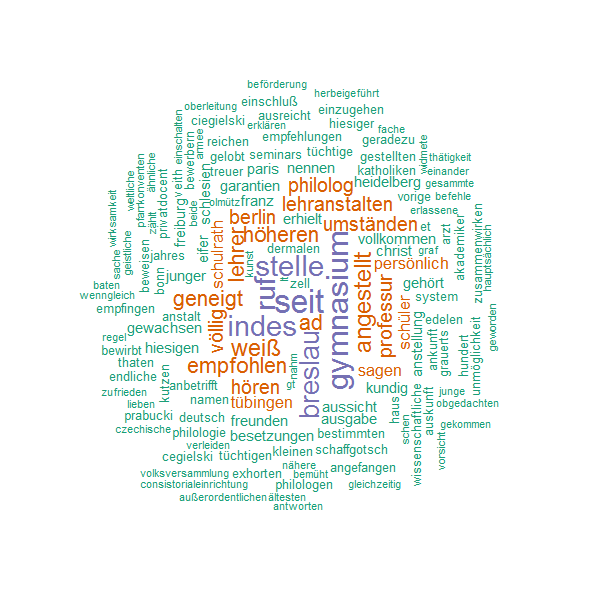 beförderung
oberleitung
einschluß
herbeigeführt
einzugehen
ausreicht
ciegielski
erklären
hiesiger
fache
empfehlungen
geradezu
einschalten
armee
reichen
gelobt
seminars
tüchtige
gestellten
widmete
thätigkeit
bewerbern
treuer
paris
nennen
katholiken
einander
ähnliche
veith
garantien
philolog
heidelberg
gesammte
weltliche
pfarrkonventen
privatdocent
schlesien
olmütz
franz
lehranstalten
vorige
befehle
wirksamkeit
zählt
freiburg
beide
berlin
erhielt
umständen
et
erlassene
arzt
akademiker
zusammenwirken
hauptsächlich
geistliche
eifer
schulrath
lehrer
höheren
dermalen
vollkommen
christ
graf
sache
beweisen
jahres
kunst
stelle
gymnasium
angestellt
persönlich
baten
bonn
junger
ruf
lt
zell
professur
gehört
system
wenngleich
empfingen
anstalt
geneigt
seit
schüler
anstellung
edelen
geworden
gewachsen
völlig
indes
ad
ankunft
hundert
unmöglichkeit
regel
bewirbt
hiesigen
weiß
breslau
grauerts
thaten
endliche
empfohlen
nahm
sagen
zufrieden
kutzen
anbetrifft
hören
gt
kundig
wissenschaftliche
junge
lieben
namen
tübingen
aussicht
haus
auskunft
obgedachten
prabucki
deutsch
freunden
ausgabe
schen
gekommen
czechische
philologie
besetzungen
bestimmten
vorsicht
verleiden
cegielski
tüchtigen
kleinen
schaffgotsch
nähere
volksversammlung
exhorten
bemüht
angefangen
consistorialeinrichtung
philologen
gleichzeitig
außerordentlichen
ältesten
antworten